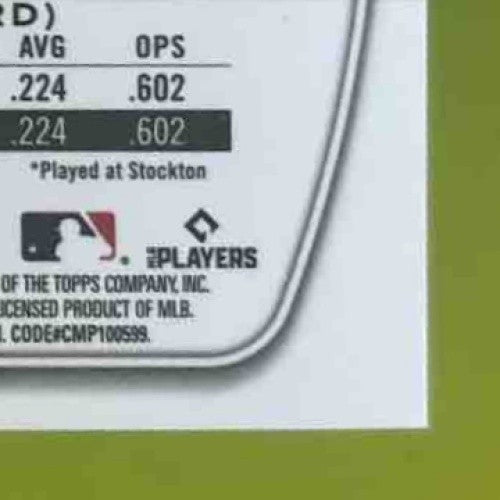 RD)
AVG OPS
.224 .602
.224 .602
*Played at Stockton
PLAYERS
OF THE TOPPS COMPANY, INC.
ICENSED PRODUCT OF MLB.
CODE#CMP100599.